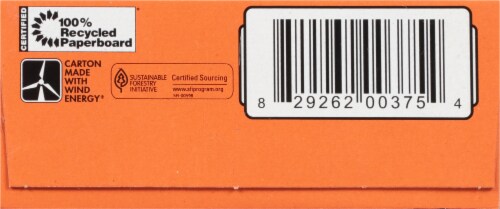 CERTIFIED
100%
Recycled
Paperboard™
CARTON
MADE
WITH
WIND
ENERGY®
SUSTAINABLE
FORESTRY
INITIATIVE
Certified Sourcing
www.sfiprogram.org
8 29262 00375 4